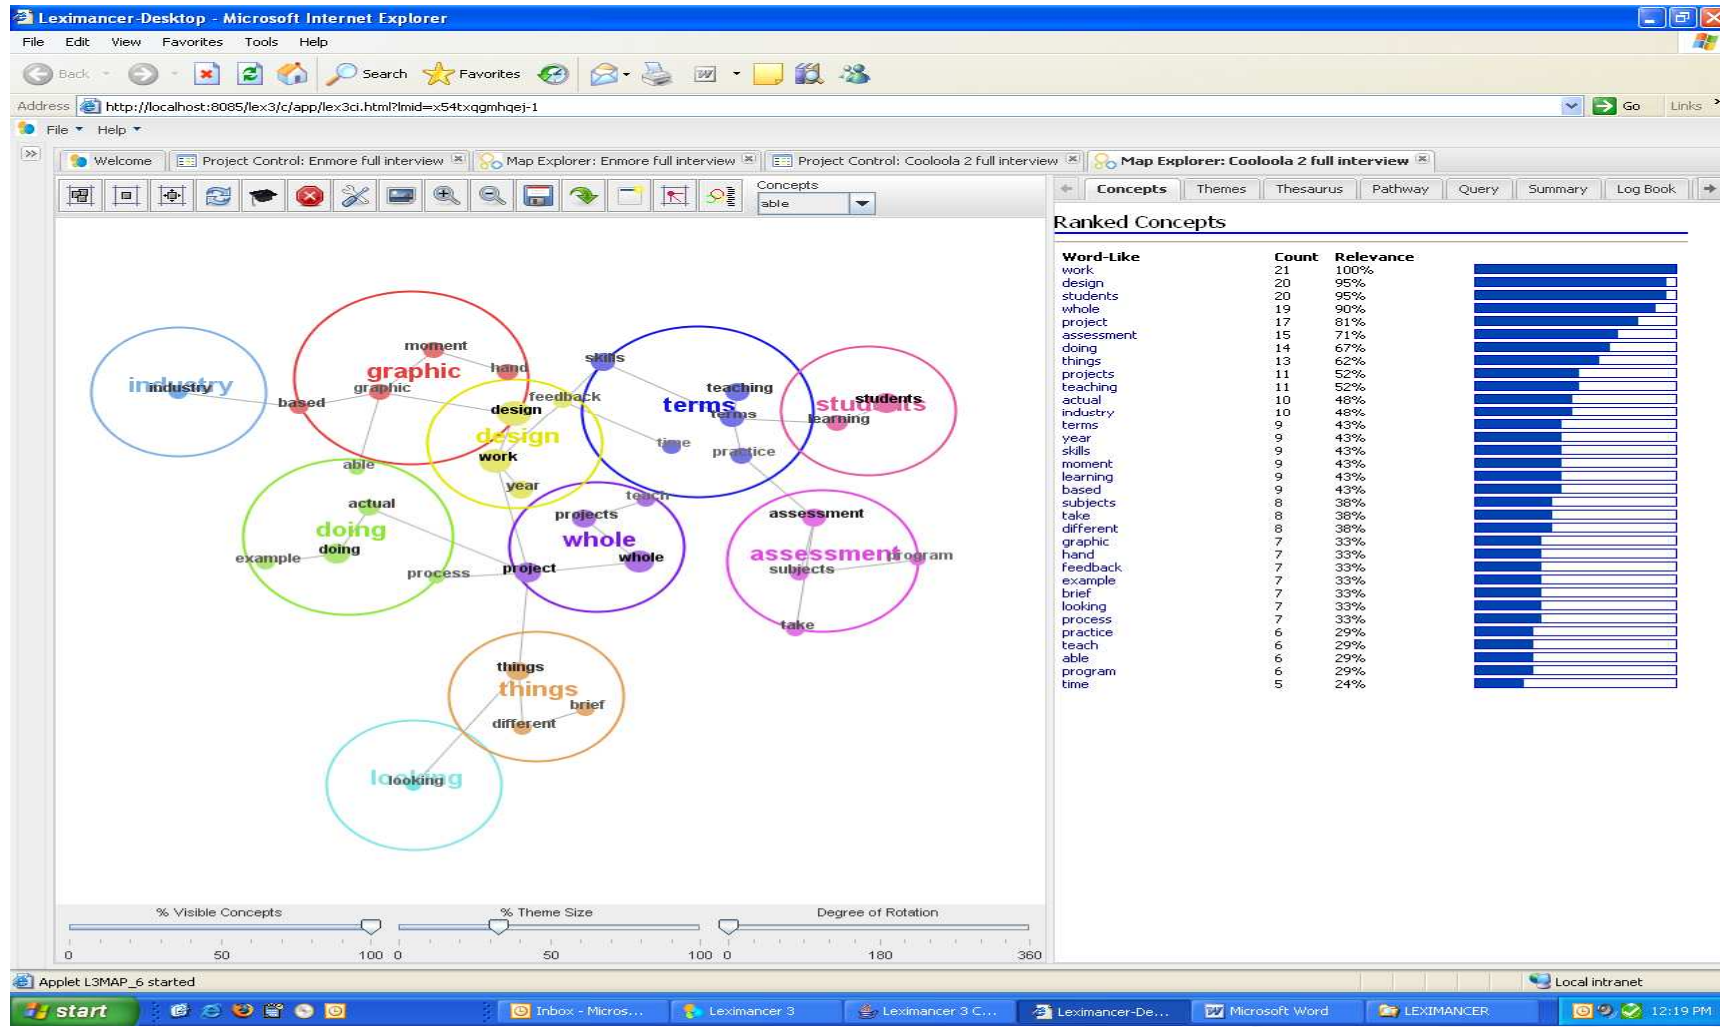 Leximancer-Desktop - Microsoft Internet Explorer
File Edit View Favorites Tools Help
Back Search Favorites
Address http://localhost:8085/lex3/c/app/lex3ci.html?lmid=x54txqgmhqej-1 Go Links
File Help
Welcome Project Control: Enmore full interview Map Explorer: Enmore full interview Project Control: Cooloola 2 full interview Map Explorer: Cooloola 2 full interview
Concepts
able
Concepts Themes Thesaurus Pathway Query Summary Log Book
Ranked Concepts
Word-Like Count Relevance
work 21 100%
design 20 95%
students 20 95%
whole 19 90%
project 17 81%
assessment 15 71%
doing 14 67%
things 13 62%
projects 11 52%
teaching 11 52%
actual 10 48%
industry 10 48%
terms 9 43%
year 9 43%
skills 9 43%
moment 9 43%
learning 9 43%
based 9 43%
subjects 8 38%
take 8 38%
different 8 38%
graphic 7 33%
hand 7 33%
feedback 7 33%
example 7 33%
brief 7 33%
looking 7 33%
process 7 33%
practice 6 29%
teach 6 29%
able 6 29%
program 6 29%
time 5 24%
moment
skills
graphic
hand
industry
industry
graphic
teaching
feedback
students
students
based
design
terms
terms
learning
design
time
practice
work
able
year
teach
actual
projects
assessment
doing
whole
doing
example
whole
assessment
program
process
project
subjects
take
things
things
brief
different
looking
looking
% Visible Concepts % Theme Size Degree of Rotation
0 50 100 0 50 100 0 180 360
Applet L3MAP_6 started Local intranet
start Inbox - Micros... Leximancer 3 Leximancer 3 C... Leximancer-De... Microsoft Word LEXIMANCER 12:19 PM